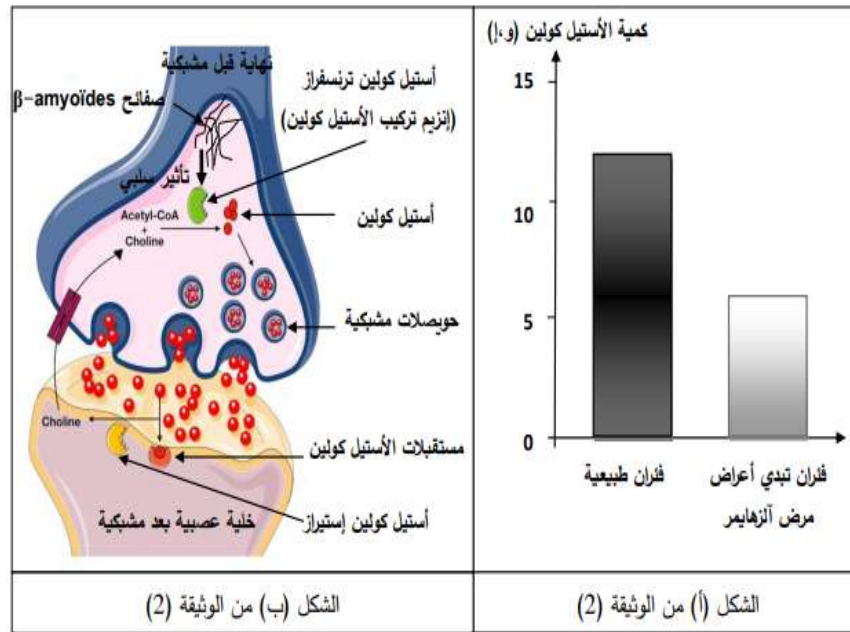 كمية الأستيل كولين (و،إ)
15
10
5
0
فئران طبيعية
فئران تبدي أعراض
مرض آلزهايمر
الشكل (أ) من الوثيقة (2)
نهاية قبل مشبكية
صفائح β-amyoïdes
أستيل كولين ترنسفراز
(إنزيم تركيب الأستيل كولين))
تأثير سلبي
Acetyl-CoA
+
Choline
أستيل كولين
حويصلات مشبكية
Choline
مستقبلات الأستيل كولين
أستيل كولين إستيراز
خلية عصبية بعد مشبكية
الشكل (ب) من الوثيقة (2)